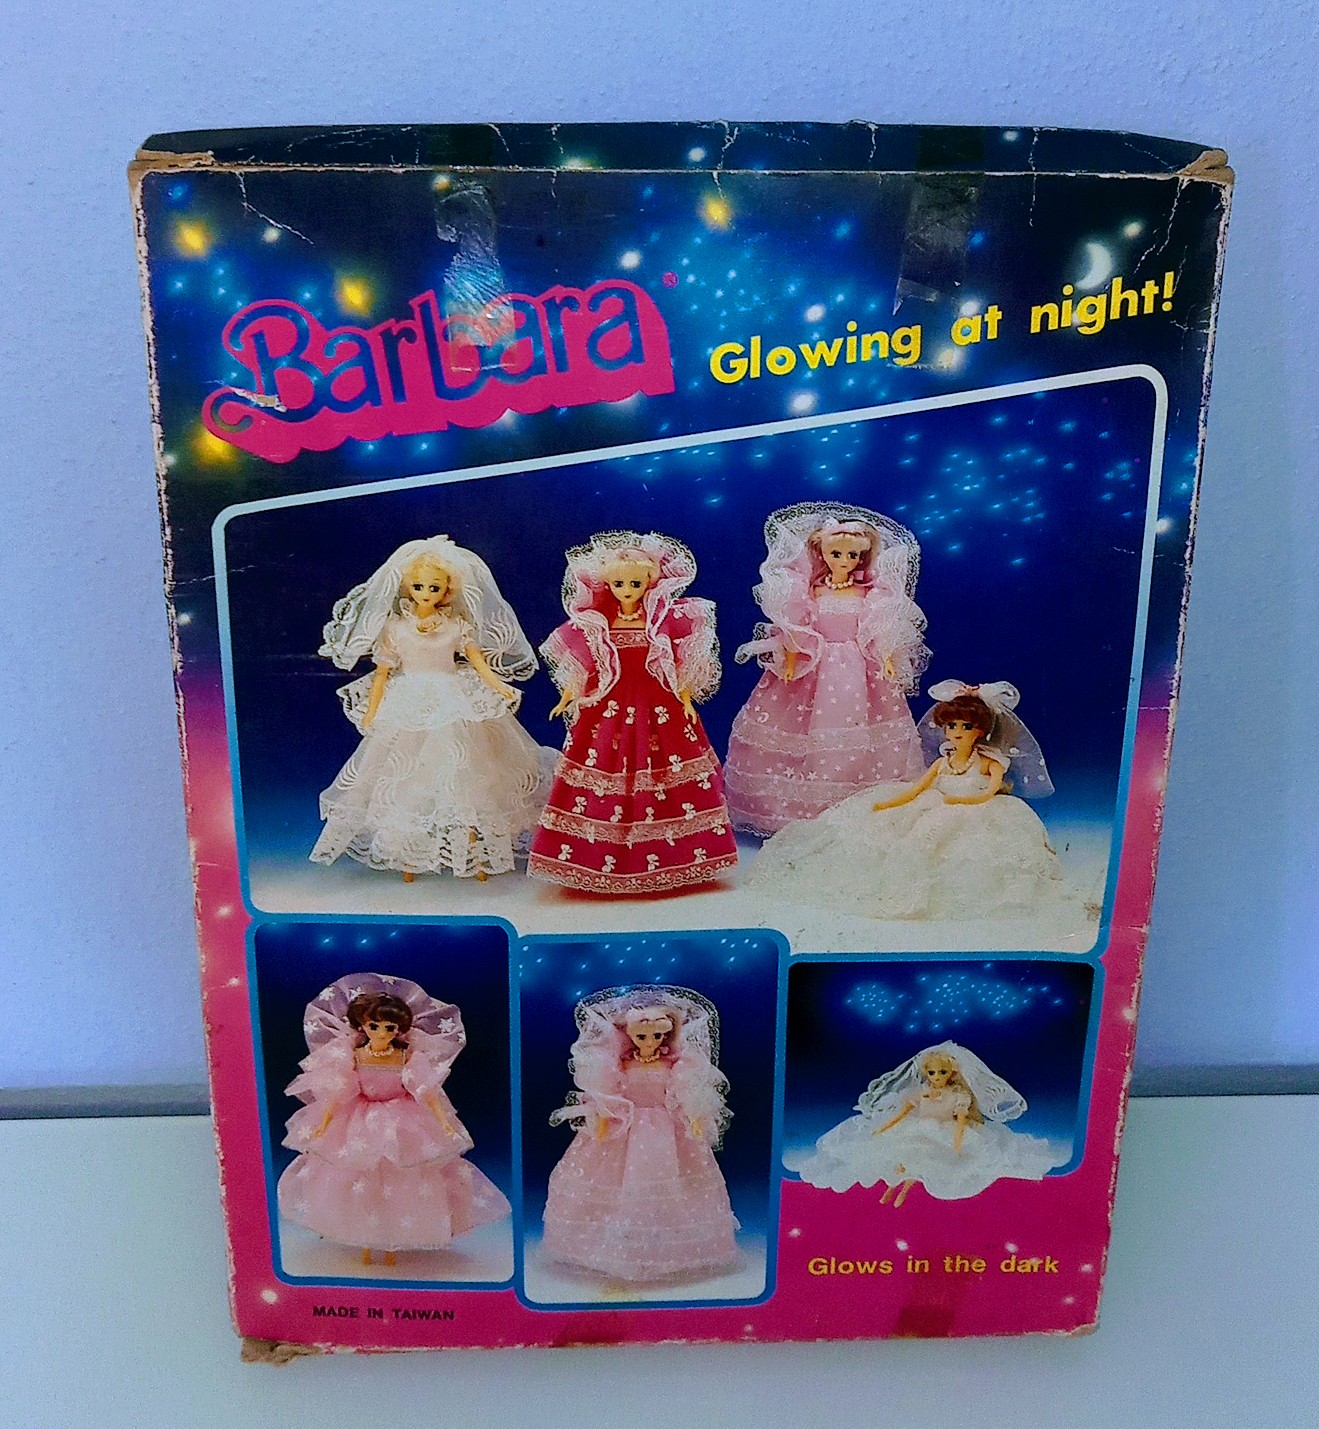 Barbara
Glowing at night!
Glows in the dark
MADE IN TAIWAN